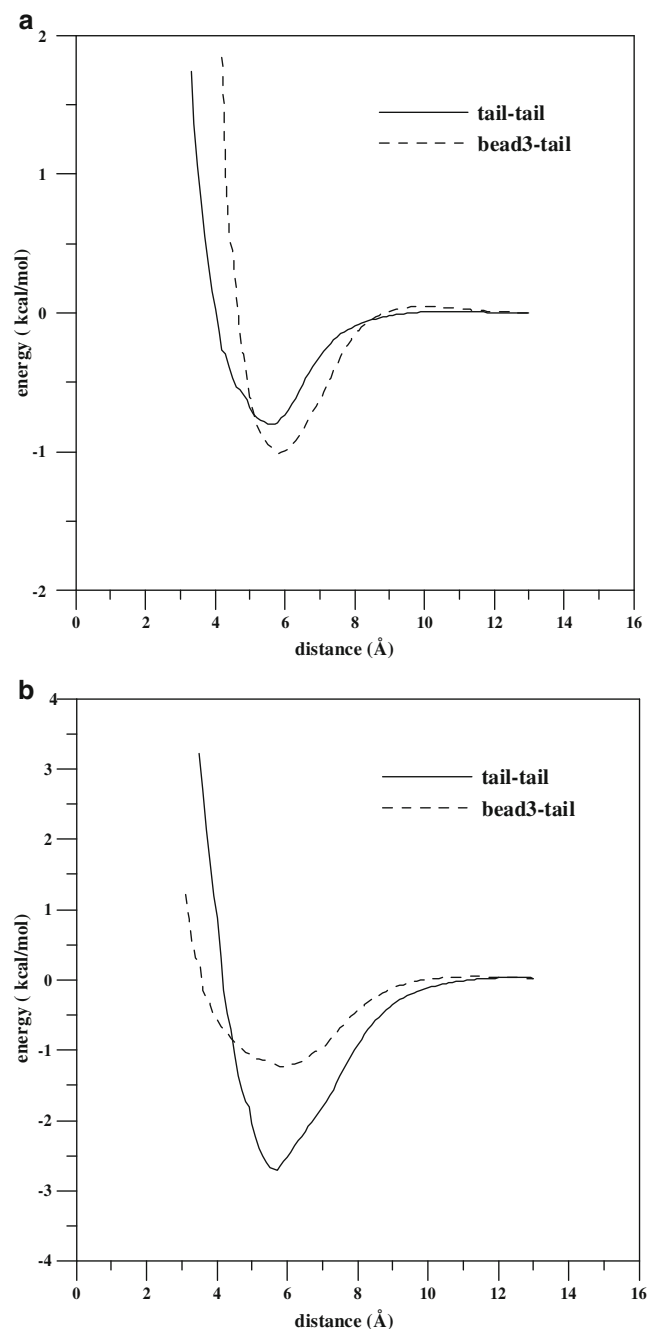 a
2
1
0
-1
-2
energy ( kcal/mol)
tail-tail
bead3-tail
0 2 4 6 8 10 12 14 16
distance (Å)
b
4
3
2
1
0
-1
-2
-3
-4
energy ( kcal/mol)
tail-tail
bead3-tail
0 2 4 6 8 10 12 14 16
distance (Å)